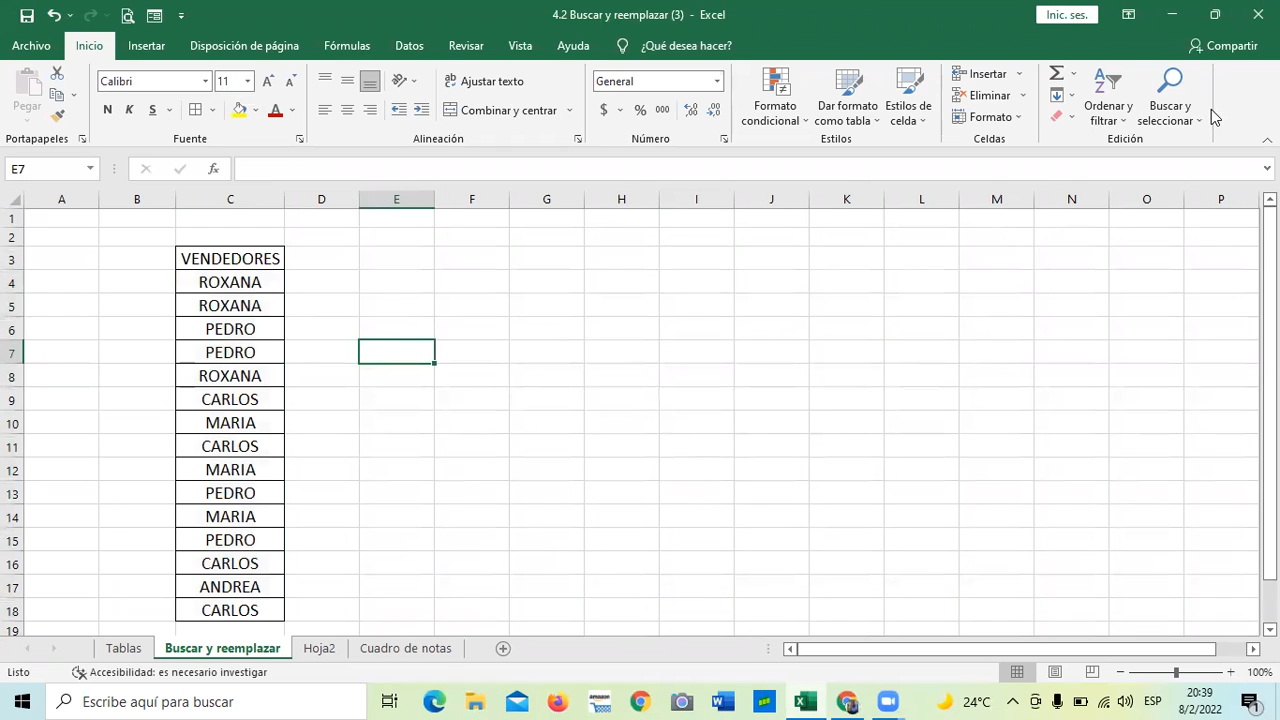 4.2 Buscar y reemplazar (3) - Excel
Inic. ses.
Archivo Inicio Insertar Disposición de página Fórmulas Datos Revisar Vista Ayuda ¿Qué desea hacer? Compartir
Pegar
Calibri 11
N K S A
Ajustar texto
Combinar y centrar
General
$ % 000
Formato condicional
Dar formato como tabla
Estilos de celda
Insertar
Eliminar
Formato
Ordenar y filtrar
Buscar y seleccionar
Portapapeles Fuente Alineación Número Estilos Celdas Edición
E7 fx
A B C D E F G H I J K L M N O P
1
2
3 VENDEDORES
4 ROXANA
5 ROXANA
6 PEDRO
7 PEDRO
8 ROXANA
9 CARLOS
10 MARIA
11 CARLOS
12 MARIA
13 PEDRO
14 MARIA
15 PEDRO
16 CARLOS
17 ANDREA
18 CARLOS
19
Tablas Buscar y reemplazar Hoja2 Cuadro de notas
Listo Accesibilidad: es necesario investigar 100%
Escribe aquí para buscar 24°C ESP 20:39
8/2/2022